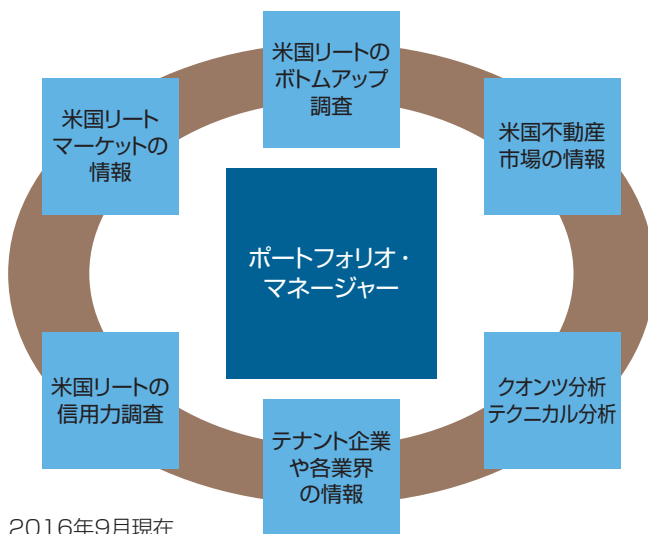 米国リートの
ボトムアップ
調査
米国リート
マーケットの
情報
米国不動産
市場の情報
ポートフォリオ・
マネージャー
米国リートの
信用力調査
クオンツ分析
テクニカル分析
テナント企業
や各業界
の情報
2016年9月現在